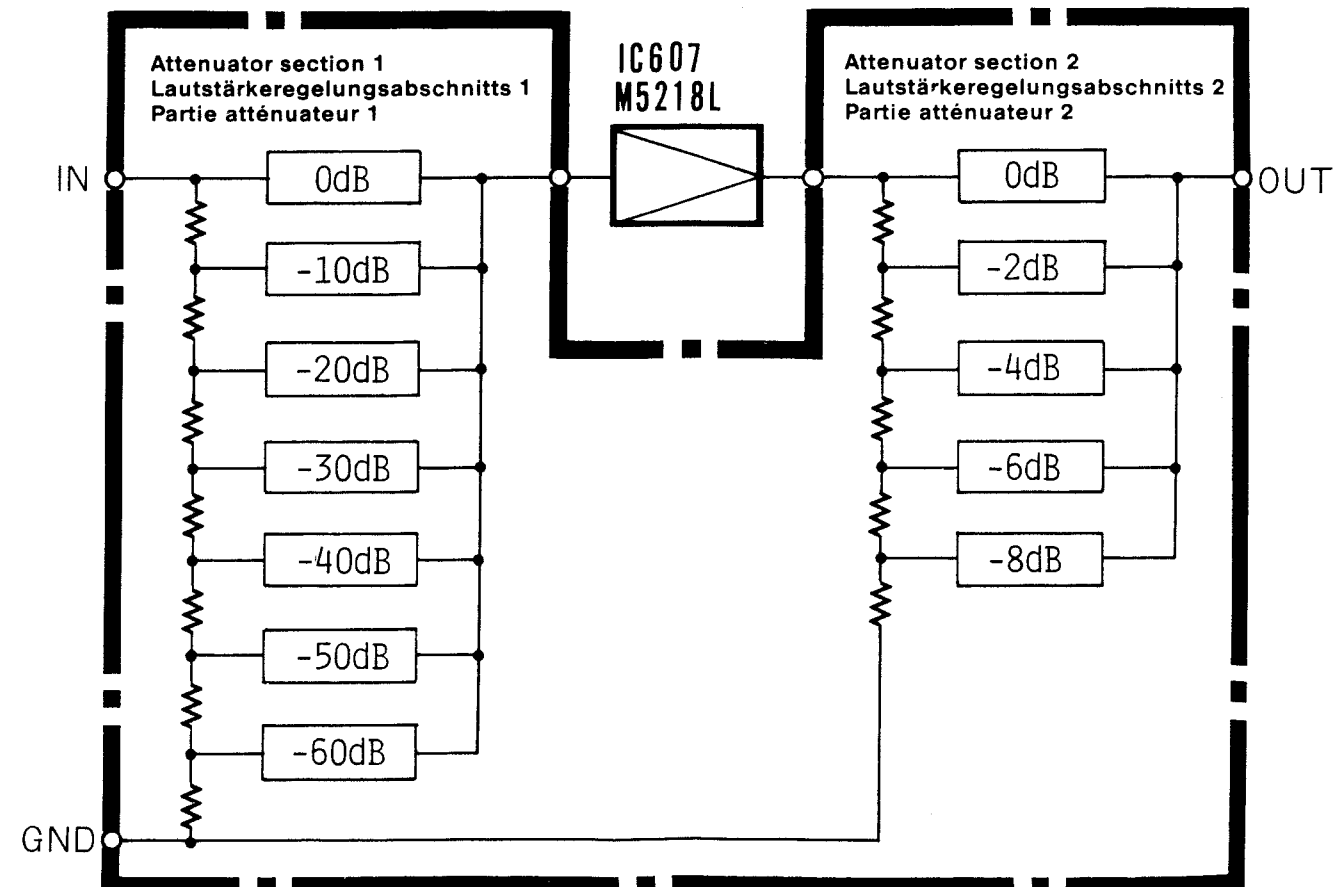 Attenuator section 1
Lautstärkeregelungsabschnitts 1
Partie atténuateur 1
IC607
M5218L
Attenuator section 2
Lautstärkeregelungsabschnitts 2
Partie atténuateur 2
IN
0dB
-10dB
-20dB
-30dB
-40dB
-50dB
-60dB
GND
0dB
-2dB
-4dB
-6dB
-8dB
OUT